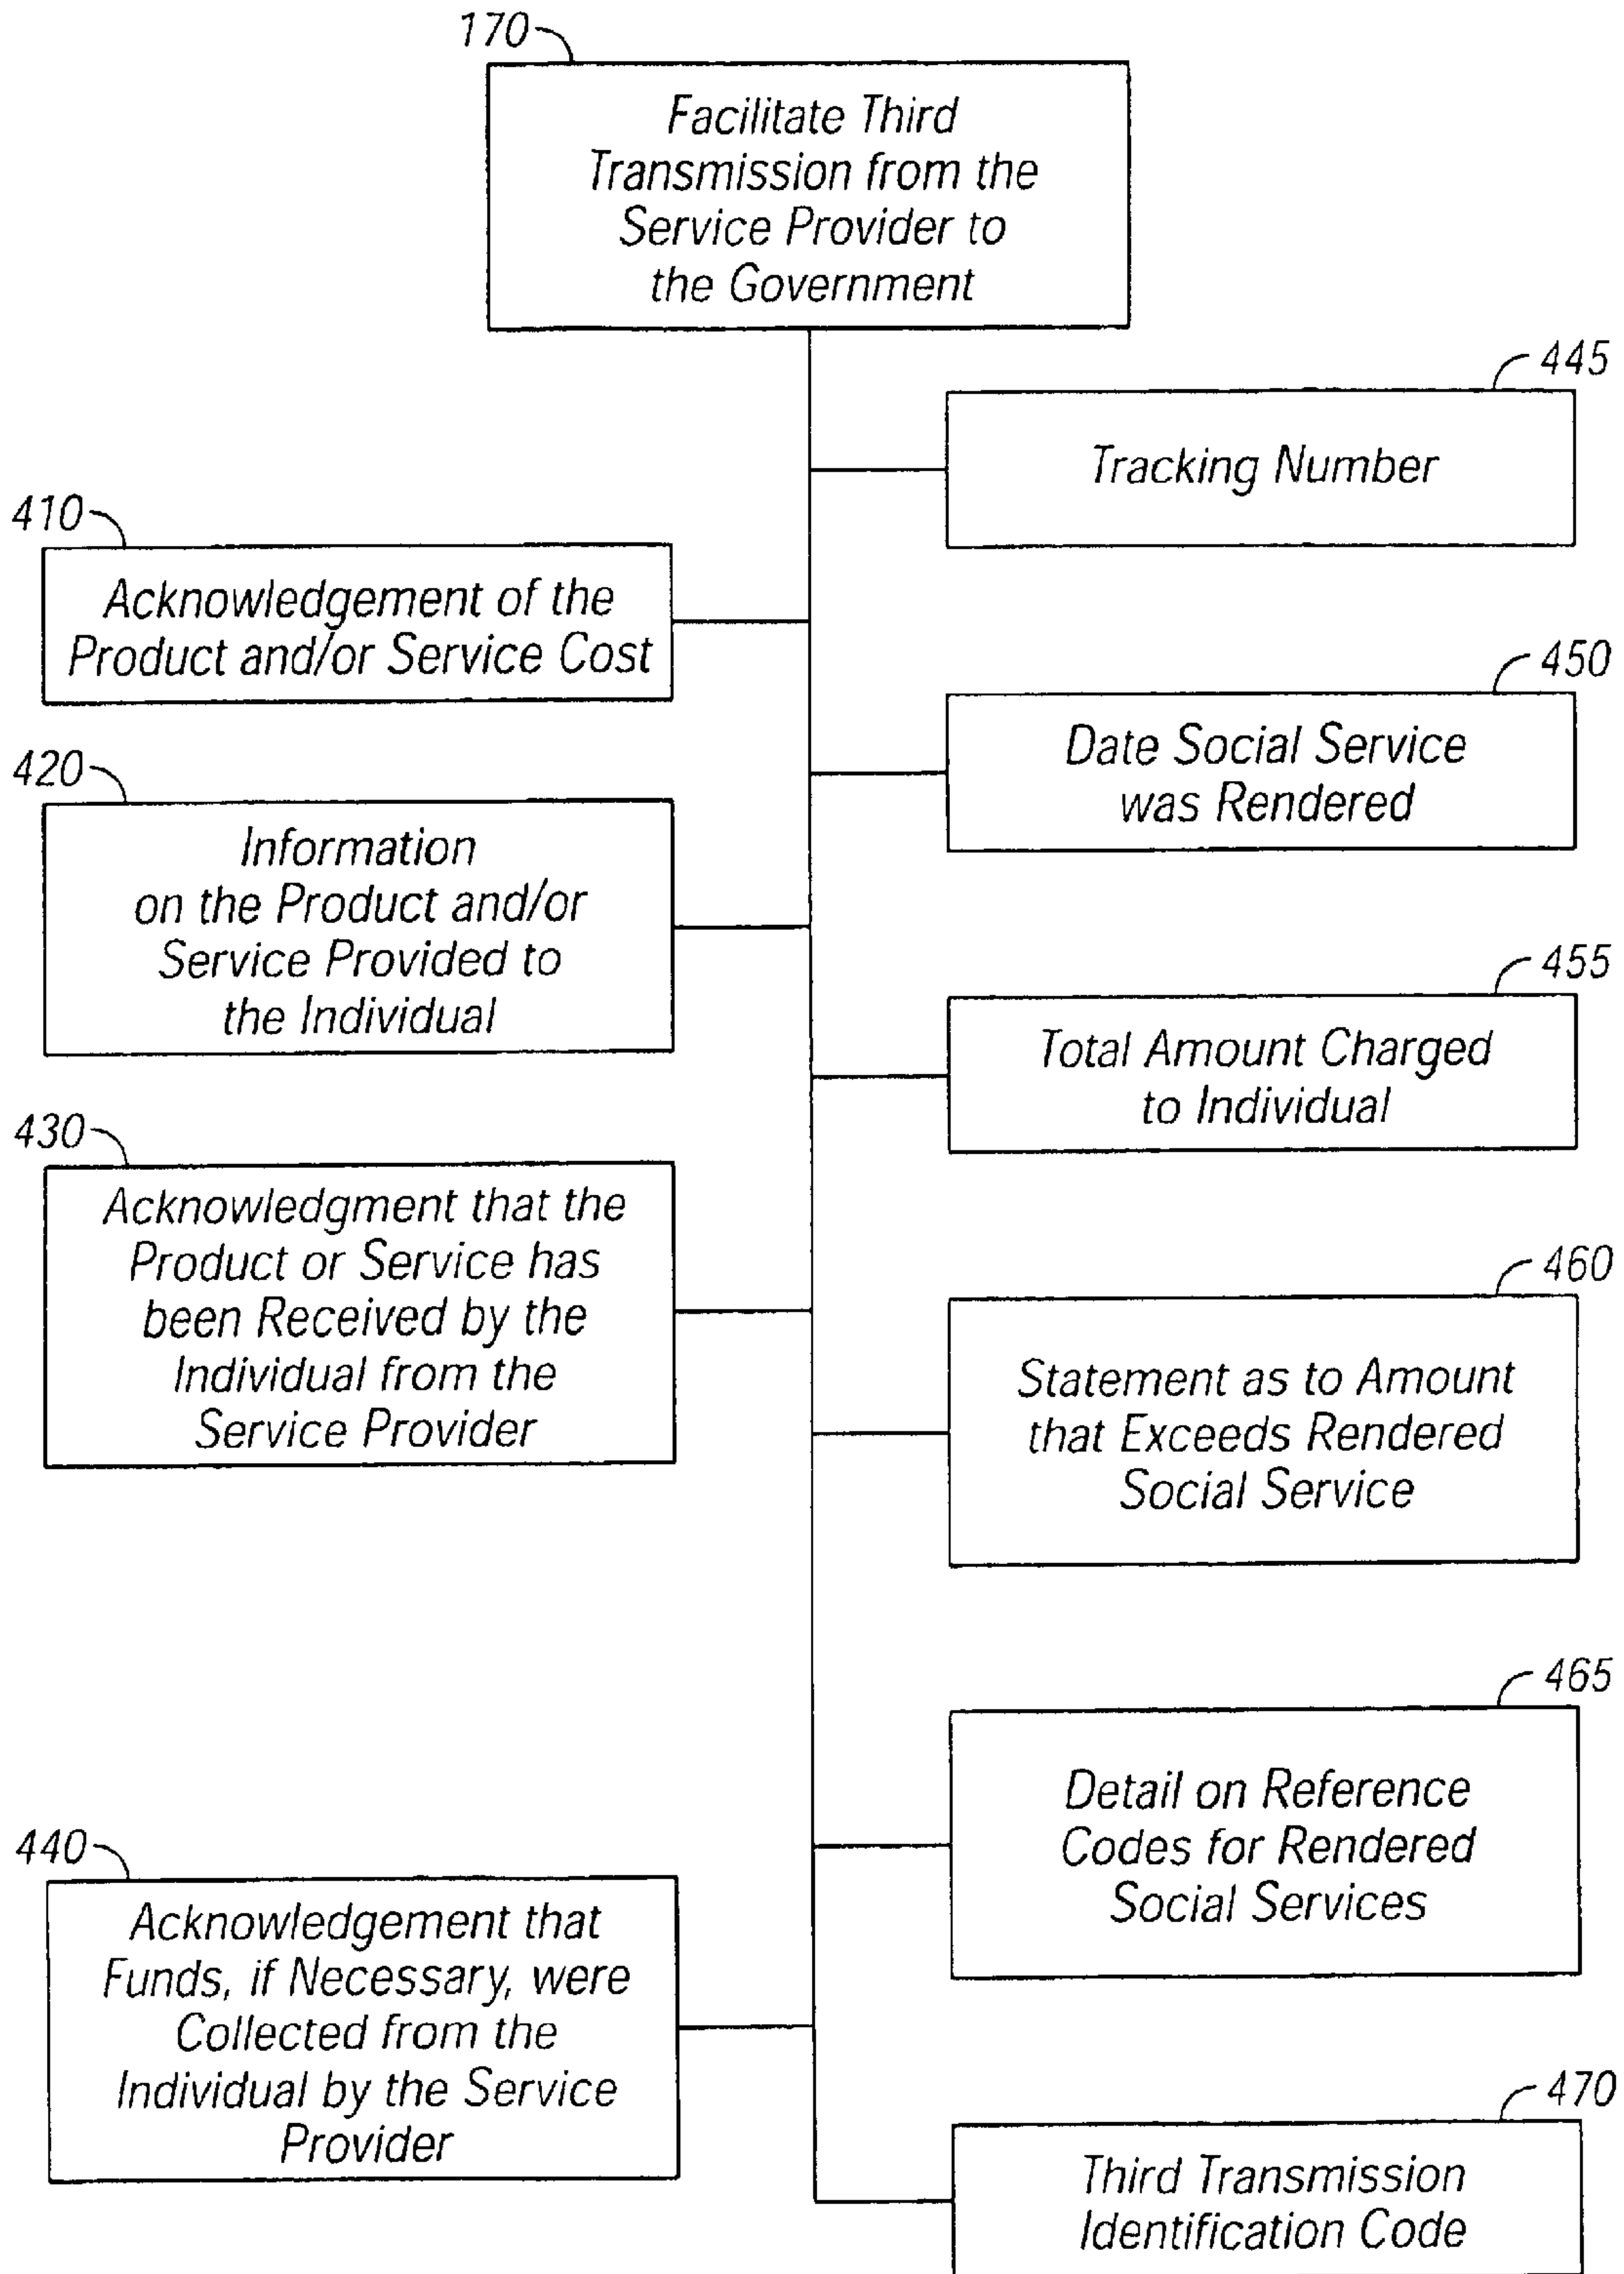 170
Facilitate Third
Transmission from the
Service Provider to
the Government
445
Tracking Number
410
Acknowledgement of the
Product and/or Service Cost
450
Date Social Service
was Rendered
420
Information
on the Product and/or
Service Provided to
the Individual
455
Total Amount Charged
to Individual
430
Acknowledgment that the
Product or Service has
been Received by the
Individual from the
Service Provider
460
Statement as to Amount
that Exceeds Rendered
Social Service
465
Detail on Reference
Codes for Rendered
Social Services
440
Acknowledgement that
Funds, if Necessary, were
Collected from the
Individual by the Service
Provider
470
Third Transmission
Identification Code